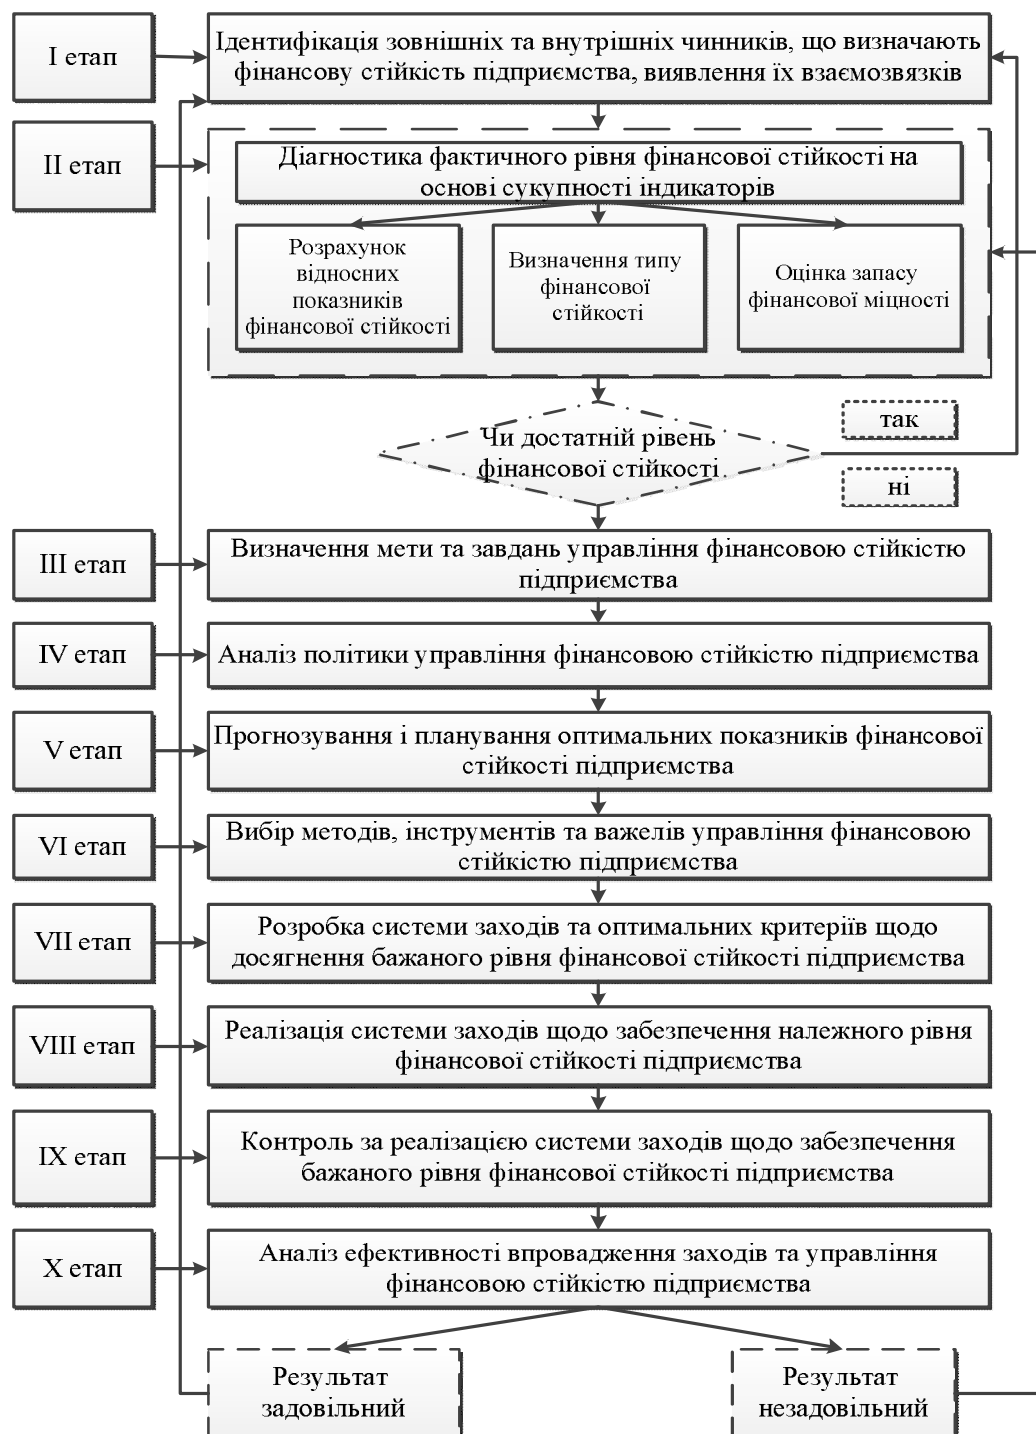 I етап
Ідентифікація зовнішніх та внутрішніх чинників, що визначають
фінансову стійкість підприємства, виявлення їх взаємозвязків
II етап
Діагностика фактичного рівня фінансової стійкості на
основі сукупності індикаторів
Розрахунок
відносних
показників
фінансової стійкості
Визначення типу
фінансової
стійкості
Оцінка запасу
фінансової міцності
Чи достатній рівень
фінансової стійкості
так
ні
III етап
Визначення мети та завдань управління фінансовою стійкістю
підприємства
IV етап
Аналіз політики управління фінансовою стійкістю підприємства
V етап
Прогнозування і планування оптимальних показників фінансової
стійкості підприємства
VI етап
Вибір методів, інструментів та важелів управління фінансовою
стійкістю підприємства
VII етап
Розробка системи заходів та оптимальних критеріїв щодо
досягнення бажаного рівня фінансової стійкості підприємства
VIII етап
Реалізація системи заходів щодо забезпечення належного рівня
фінансової стійкості підприємства
IX етап
Контроль за реалізацією системи заходів щодо забезпечення
бажаного рівня фінансової стійкості підприємства
X етап
Аналіз ефективності впровадження заходів та управління
фінансовою стійкістю підприємства
Результат
задовільний
Результат
незадовільний